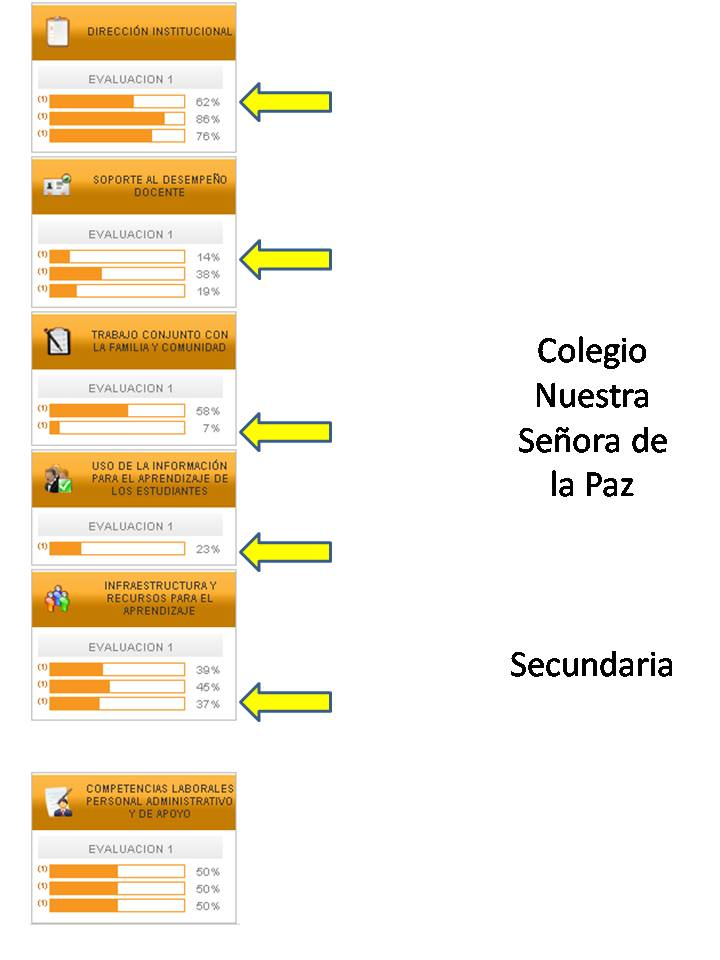 DIRECCIÓN INSTITUCIONAL
EVALUACION 1
(1) 62%
(1) 86%
(1) 76%
SOPORTE AL DESEMPEÑO
DOCENTE
EVALUACION 1
(1) 14%
(1) 38%
(1) 19%
TRABAJO CONJUNTO CON
LA FAMILIA Y COMUNIDAD
EVALUACION 1
(1) 58%
(1) 7%
USO DE LA INFORMACIÓN
PARA EL APRENDIZAJE DE
LOS ESTUDIANTES
EVALUACION 1
(1) 23%
INFRAESTRUCTURA Y
RECURSOS PARA EL
APRENDIZAJE
EVALUACION 1
(1) 39%
(1) 45%
(1) 37%
COMPETENCIAS LABORALES
PERSONAL ADMINISTRATIVO
Y DE APOYO
EVALUACION 1
(1) 50%
(1) 50%
(1) 50%
Colegio
Nuestra
Señora de
la Paz
Secundaria